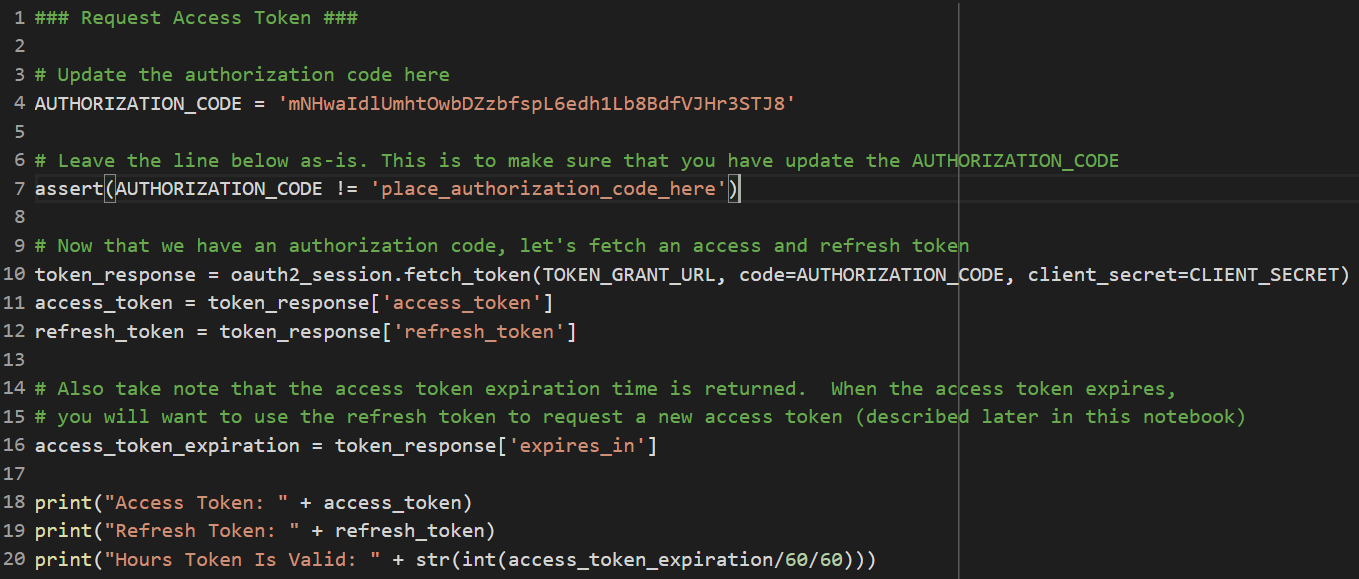 1 ### Request Access Token ###
2
3 # Update the authorization code here
4 AUTHORIZATION_CODE = 'mNHwaIdlUmhtOwbDZzbfspL6edh1Lb8BdfVJHr3STJ8'
5
6 # Leave the line below as-is. This is to make sure that you have update the AUTHORIZATION_CODE
7 assert(AUTHORIZATION_CODE != 'place_authorization_code_here')
8
9 # Now that we have an authorization code, let's fetch an access and refresh token
10 token_response = oauth2_session.fetch_token(TOKEN_GRANT_URL, code=AUTHORIZATION_CODE, client_secret=CLIENT_SECRET)
11 access_token = token_response['access_token']
12 refresh_token = token_response['refresh_token']
13
14 # Also take note that the access token expiration time is returned.  When the access token expires,
15 # you will want to use the refresh token to request a new access token (described later in this notebook)
16 access_token_expiration = token_response['expires_in']
17
18 print("Access Token: " + access_token)
19 print("Refresh Token: " + refresh_token)
20 print("Hours Token Is Valid: " + str(int(access_token_expiration/60/60)))